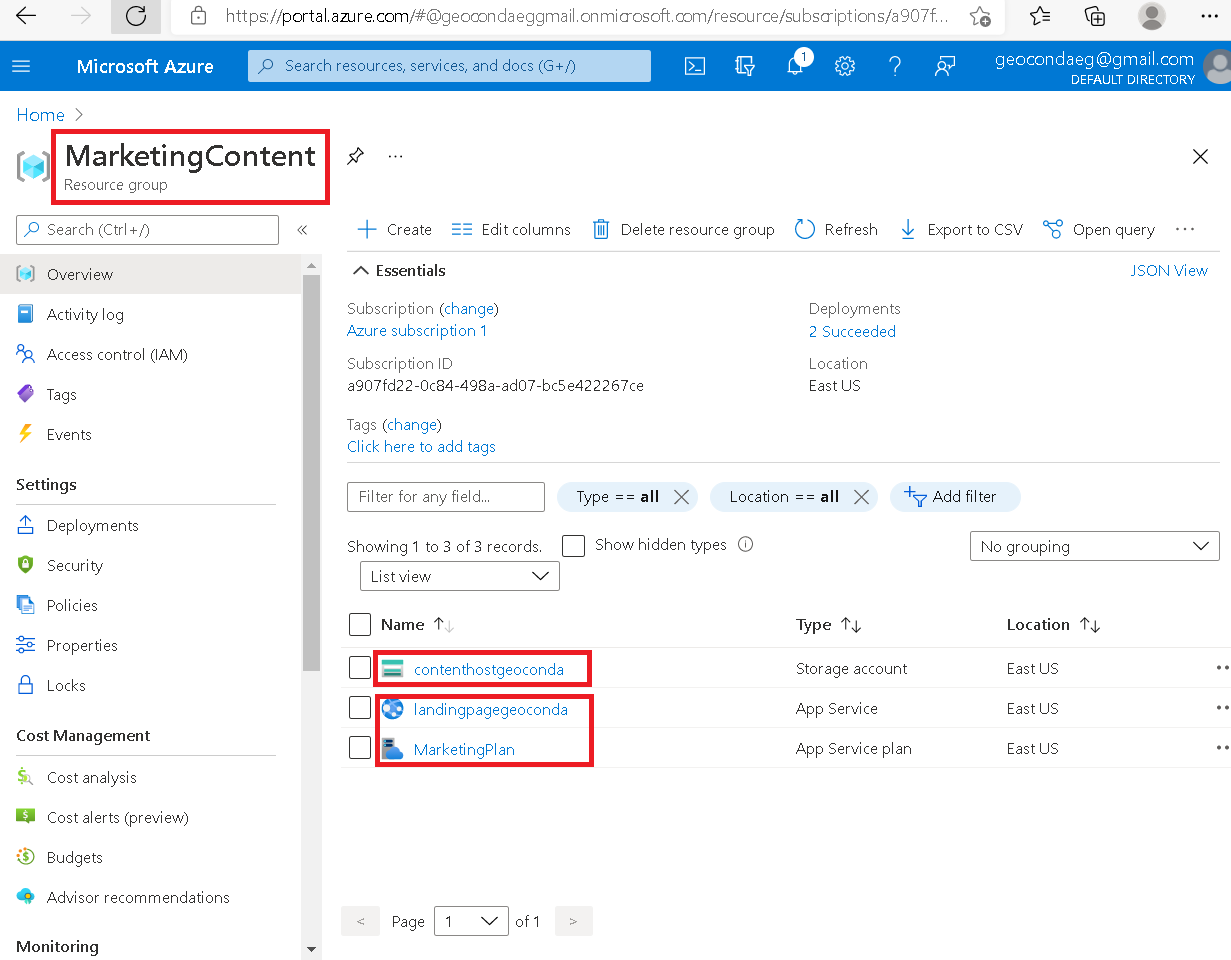 https://portal.azure.com/#@geocondaeggmail.onmicrosoft.com/resource/subscriptions/a907f...
Microsoft Azure
Search resources, services, and docs (G+/)
1
geocondaeg@gmail.com
DEFAULT DIRECTORY
Home >
MarketingContent
Resource group
Search (Ctrl+/)
«
Overview
Activity log
Access control (IAM)
Tags
Events
Settings
Deployments
Security
Policies
Properties
Locks
Cost Management
Cost analysis
Cost alerts (preview)
Budgets
Advisor recommendations
Monitoring
Create Edit columns Delete resource group Refresh Export to CSV Open query
Essentials
JSON View
Subscription (change)
Azure subscription 1
Subscription ID
a907fd22-0c84-498a-ad07-bc5e422267ce
Deployments
2 Succeeded
Location
East US
Tags (change)
Click here to add tags
Filter for any field... Type == all Location == all Add filter
Showing 1 to 3 of 3 records. Show hidden types No grouping
List view
Name Type Location
contenthostgeoconda Storage account East US
landingpagegeoconda App Service East US
MarketingPlan App Service plan East US
< Page 1 of 1 >